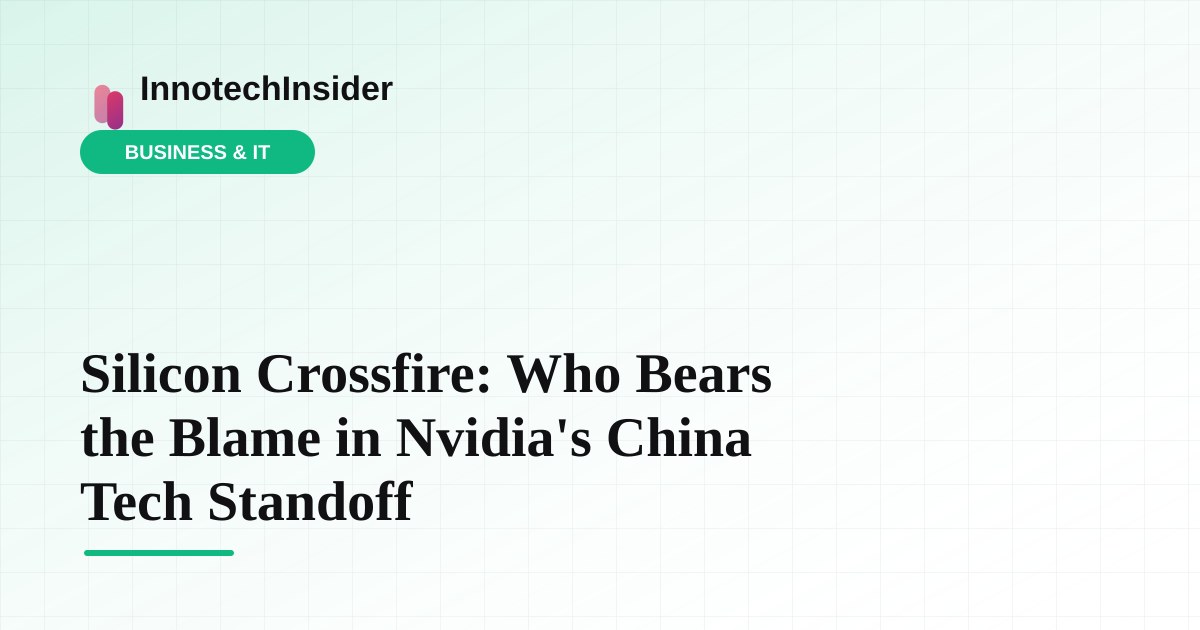 InnotechInsider
BUSINESS & IT
Silicon Crossfire: Who Bears
the Blame in Nvidia's China
Tech Standoff